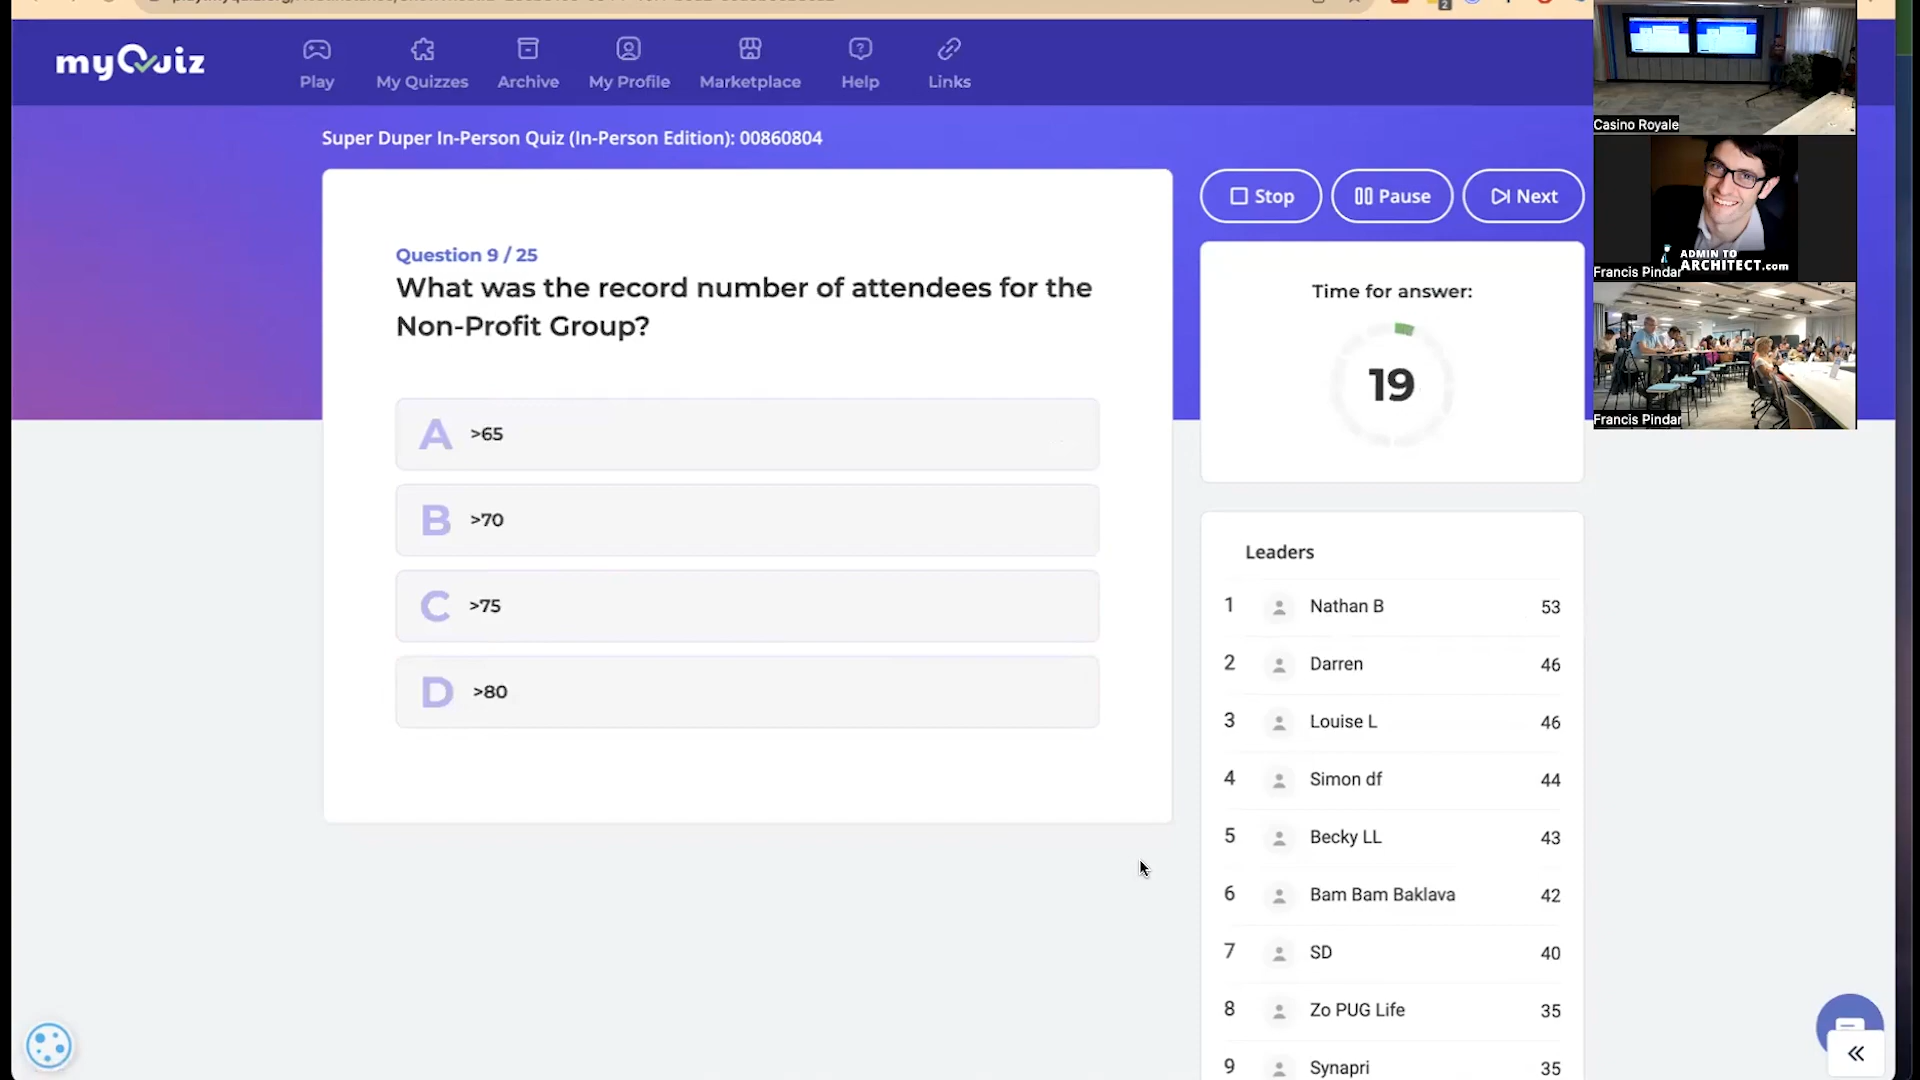 2
myQuiz
Play
My Quizzes
Archive
My Profile
Marketplace
Help
Links
Super Duper In-Person Quiz (In-Person Edition): 00860804
Question 9 / 25
What was the record number of attendees for the
Non-Profit Group?
A >65
B >70
C >75
D >80
Stop
Pause
Next
Time for answer:
19
Leaders
1 Nathan B 53
2 Darren 46
3 Louise L 46
4 Simon df 44
5 Becky LL 43
6 Bam Bam Baklava 42
7 SD 40
8 Zo PUG Life 35
9 Synapri 35
Casino Royale
ADMIN TO
ARCHITECT.com
Francis Pindar
Francis Pindar